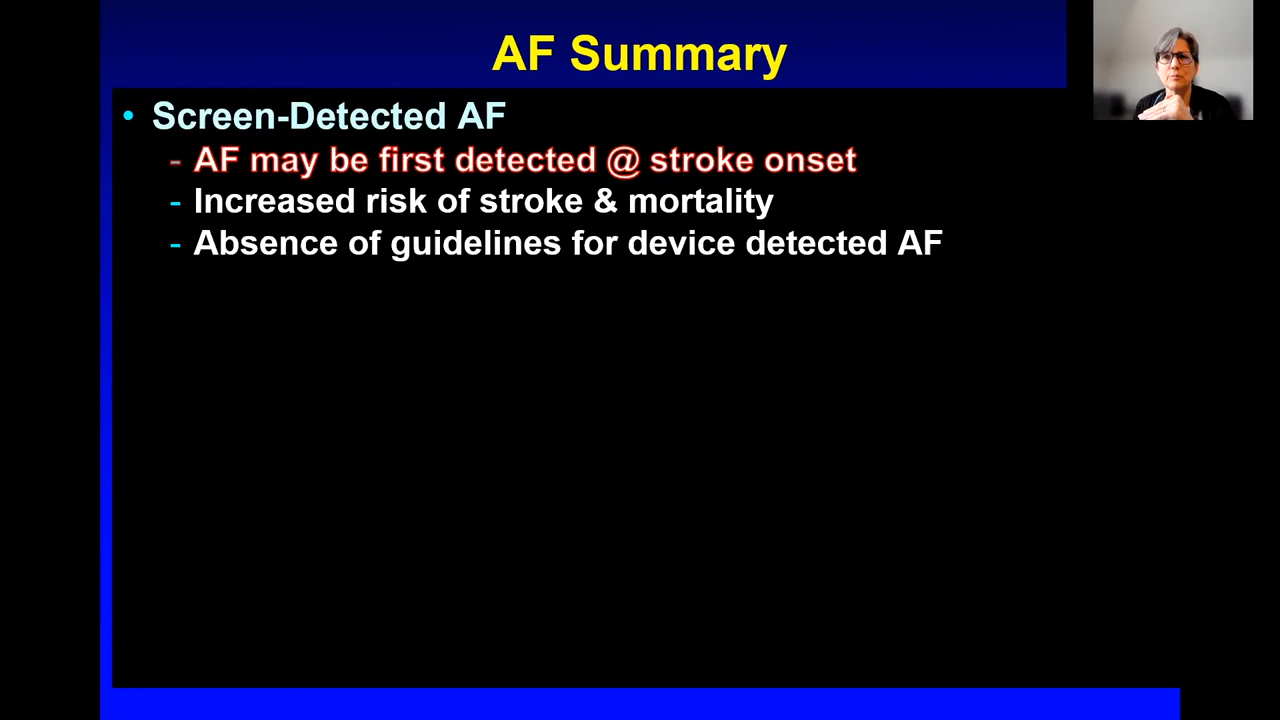 AF Summary
• Screen-Detected AF
- AF may be first detected @ stroke onset
- Increased risk of stroke & mortality
- Absence of guidelines for device detected AF